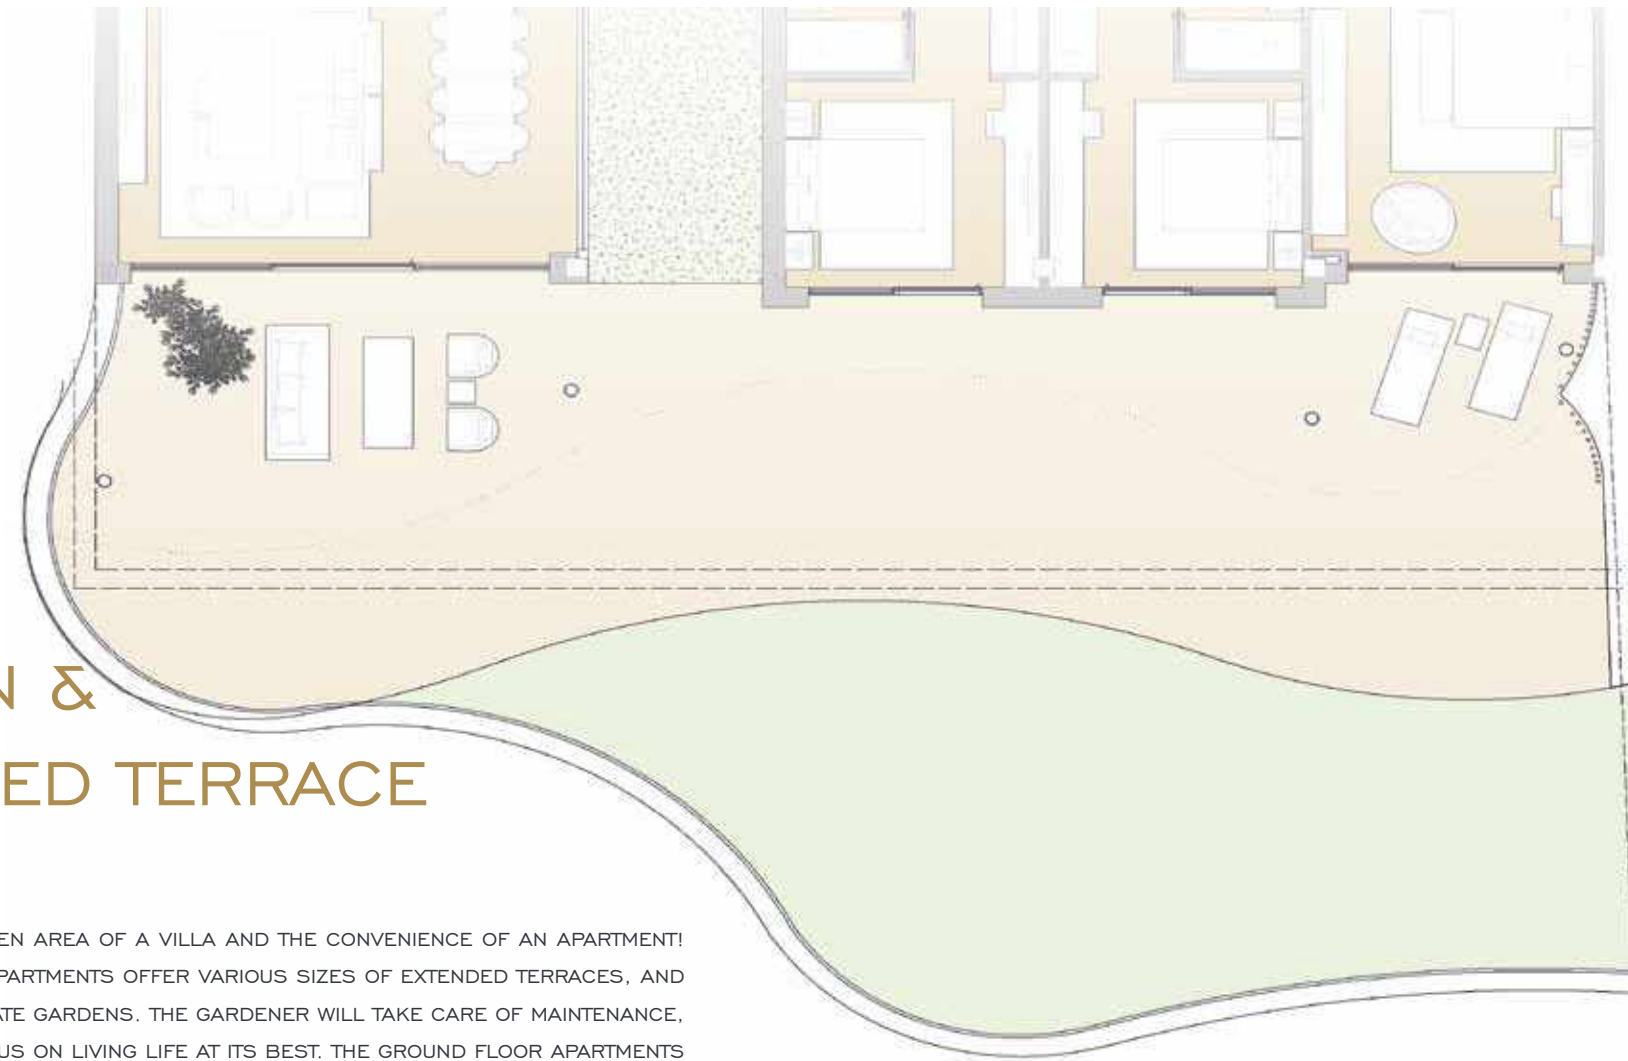 N &
ED TERRACE
EN AREA OF A VILLA AND THE CONVENIENCE OF AN APARTMENT!
PARTMENTS OFFER VARIOUS SIZES OF EXTENDED TERRACES, AND
ATE GARDENS. THE GARDENER WILL TAKE CARE OF MAINTENANCE,
US ON LIVING LIFE AT ITS BEST. THE GROUND FLOOR APARTMENTS